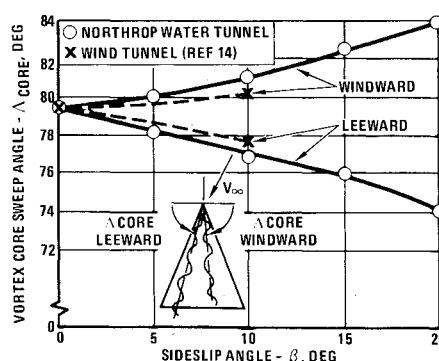 ○ NORTHROP WATER TUNNEL
✖ WIND TUNNEL (REF 14)
WINDWARD
LEEWARD
V∞
Λ CORE LEEWARD
Λ CORE WINDWARD
VORTEX CORE SWEEP ANGLE - Λ CORE, DEG
84
82
80
78
76
74
72
0
0 5 10 15
SIDESLIP ANGLE - β, DEG